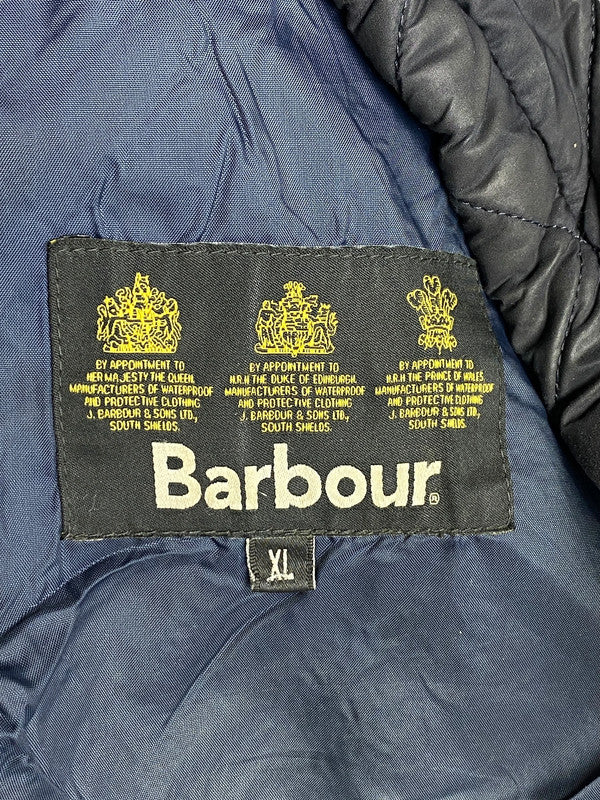 BY APPOINTMENT TO
HER MAJESTY THE QUEEN
MANUFACTURERS OF WATERPROOF
AND PROTECTIVE CLOTHING
J. BARBOUR & SONS LTD,
SOUTH SHIELDS.
BY APPOINTMENT TO
H.R.H THE DUKE OF EDINBURGH
MANUFACTURERS OF WATERPROOF
AND PROTECTIVE CLOTHING
J. BARBOUR & SONS LTD,
SOUTH SHIELDS.
BY APPOINTMENT TO
H.R.H THE PRINCE OF WALES
MANUFACTURERS OF WATERPROOF
AND PROTECTIVE CLOTHING
J. BARBOUR & SONS LTD,
SOUTH SHIELDS.
Barbour®
XL